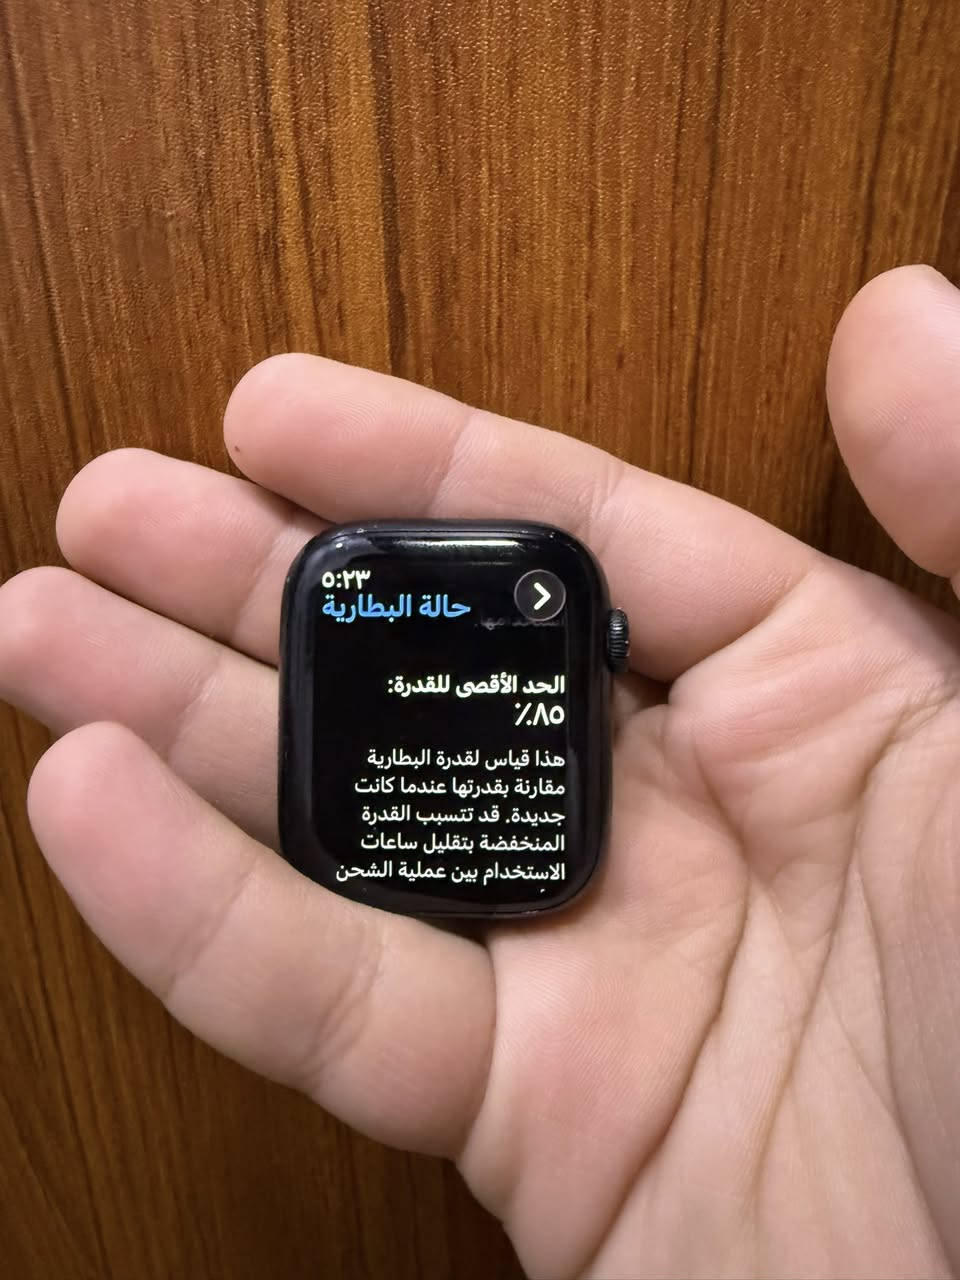 ٥:٢٣
حالة البطارية
الحد الأقصى للقدرة:
٨٥٪
هذا قياس لقدرة البطارية
مقارنة بقدرتها عندما كانت
جديدة. قد تتسبب القدرة
المنخفضة بتقليل ساعات
الاستخدام بين عملية الشحن